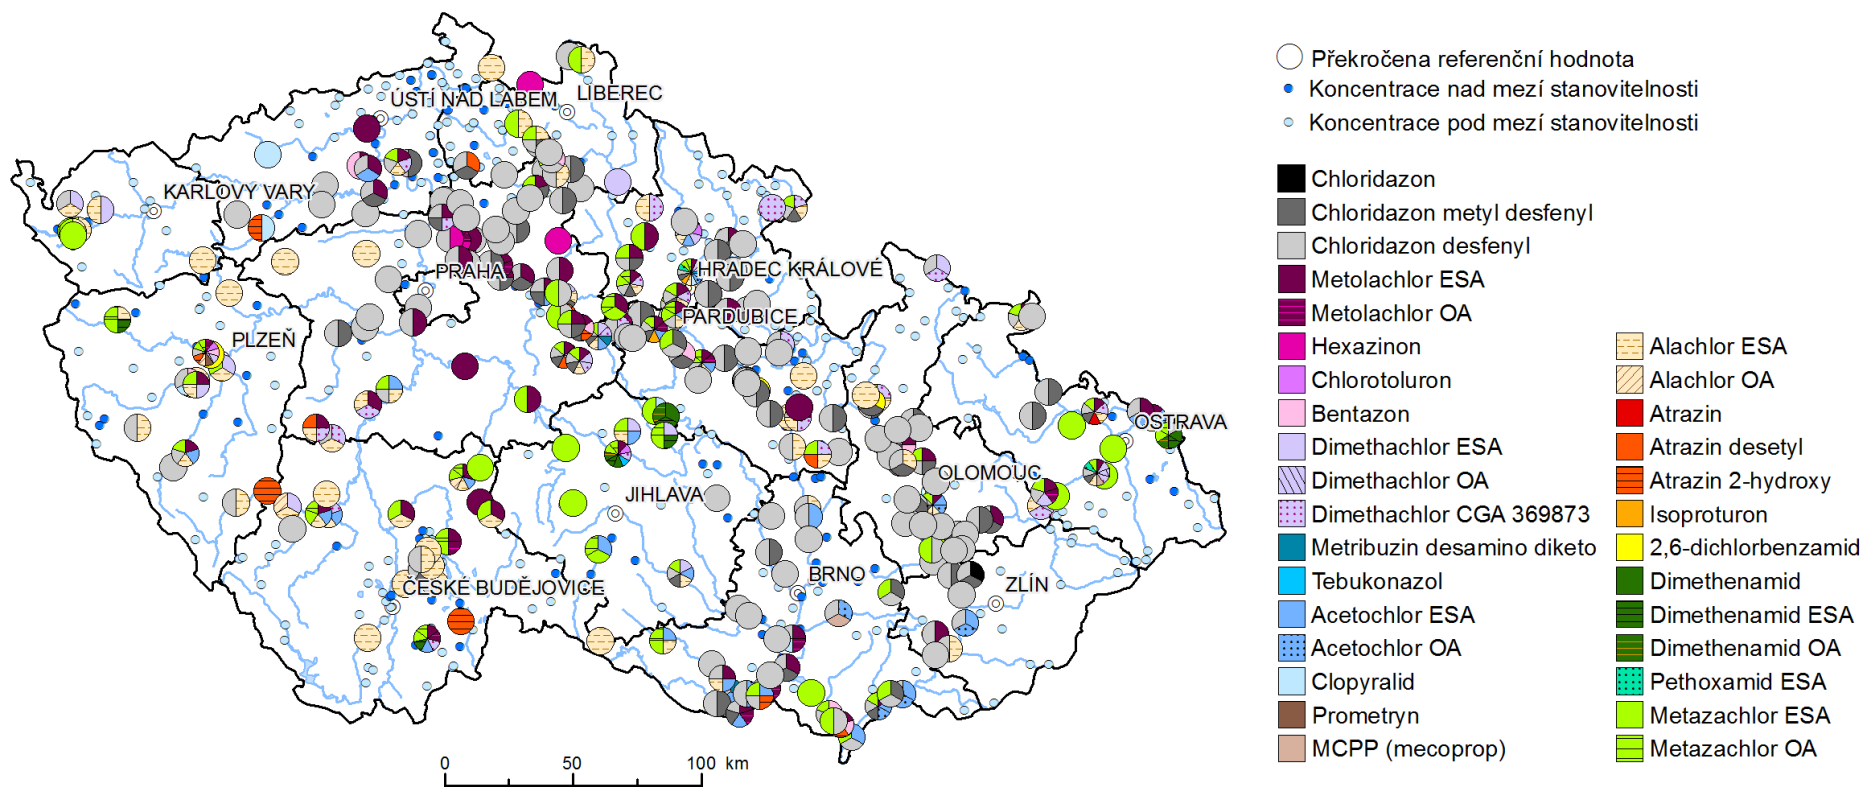 ÚSTÍ NAD LABEM
LIBEREC
KARLOVY VARY
PRAHA
HRADEC KRÁLOVÉ
PARDUBICE
PLZEŇ
OSTRAVA
OLOMOUC
JIHLAVA
BRNO
ZLÍN
ČESKÉ BUDĚJOVICE
0 50 100 km
Překročena referenční hodnota
Koncentrace nad mezí stanovitelnosti
Koncentrace pod mezí stanovitelnosti
Chloridazon
Chloridazon metyl desfenyl
Chloridazon desfenyl
Metolachlor ESA
Metolachlor OA
Hexazinon
Chlorotoluron
Bentazon
Dimethachlor ESA
Dimethachlor OA
Dimethachlor CGA 369873
Metribuzin desamino diketo
Tebukonazol
Acetochlor ESA
Acetochlor OA
Clopyralid
Prometryn
MCPP (mecoprop)
Alachlor ESA
Alachlor OA
Atrazin
Atrazin desetyl
Atrazin 2-hydroxy
Isoproturon
2,6-dichlorbenzamid
Dimethenamid
Dimethenamid ESA
Dimethenamid OA
Pethoxamid ESA
Metazachlor ESA
Metazachlor OA